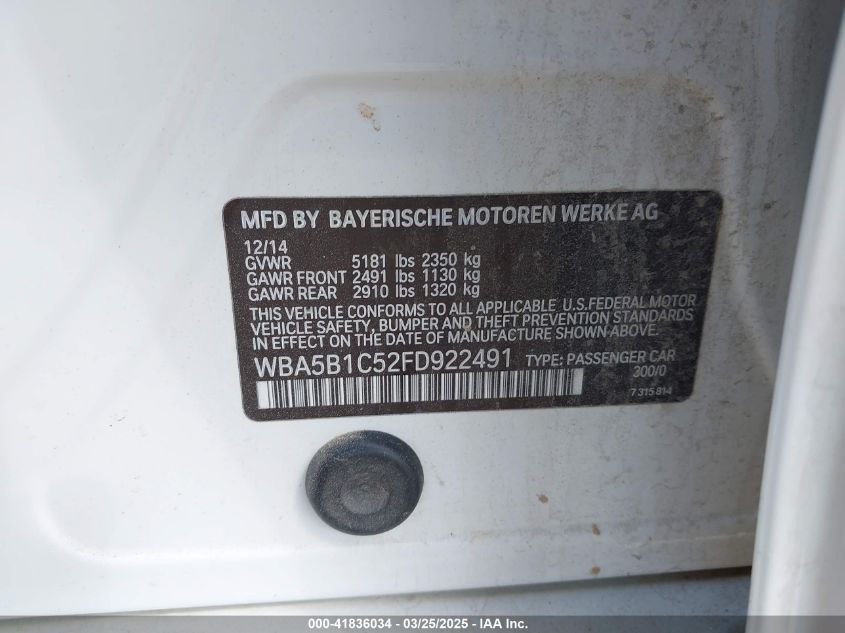 MFD BY BAYERISCHE MOTOREN WERKE AG
12/14
GVWR 5181 lbs 2350 kg
GAWR FRONT 2491 lbs 1130 kg
GAWR REAR 2910 lbs 1320 kg
THIS VEHICLE CONFORMS TO ALL APPLICABLE U.S.FEDERAL MOTOR
VEHICLE SAFETY, BUMPER AND THEFT PREVENTION STANDARDS
IN EFFECT ON THE DATE OF MANUFACTURE SHOWN ABOVE.
WBA5B1C52FD922491 TYPE: PASSENGER CAR
300/0
7 315 814
000-41836034 - 03/25/2025 - IAA Inc.